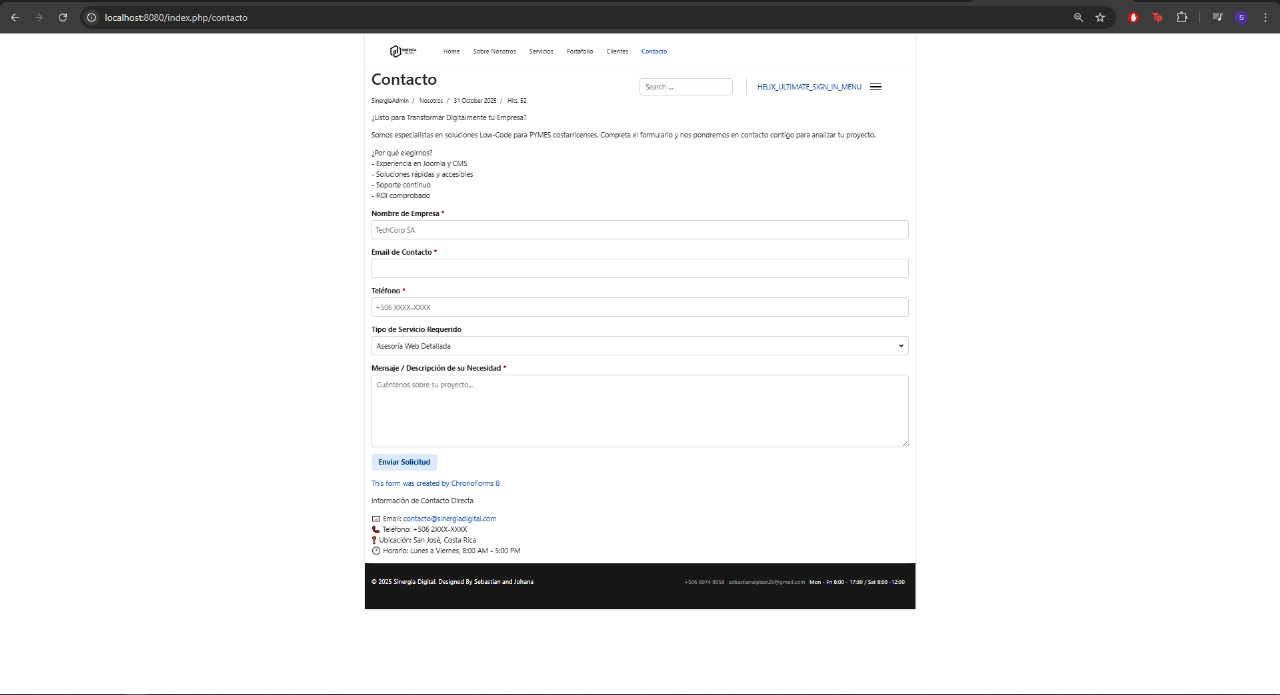 localhost:8080/index.php/contacto
S
SINERGIA
Home Sobre Nosotros Servicios Portafolio Clientes Contacto
Contacto
Search ...
HELIX_ULTIMATE_SIGN_IN_MENU
SinergiaAdmin / Nosotros / 31 October 2025 / Hits: 52
¿Listo para Transformar Digitalmente tu Empresa?
Somos especialistas en soluciones Low-Code para PYMES costarricenses. Completa el formulario y nos pondremos en contacto contigo para analizar tu proyecto.
¿Por qué elegirnos?
- Experiencia en Joomla y CMS
- Soluciones rápidas y accesibles
- Soporte continuo
- ROI comprobado
Nombre de Empresa *
TechCorp SA
Email de Contacto *
Teléfono *
+506 XXXX-XXXX
Tipo de Servicio Requerido
Asesoría Web Detallada
Mensaje / Descripción de su Necesidad *
Cuéntenos sobre su proyecto...
Enviar Solicitud
This form was created by ChronoForms 8
Información de Contacto Directa
Email: contacto@sinergiadigital.com
Teléfono: +506 2XXX-XXXX
Ubicación: San José, Costa Rica
Horario: Lunes a Viernes, 8:00 AM - 5:00 PM
© 2025 Sinergia Digital. Designed By Sebastian and Johana
+506 6074 9058 sebastianalpizar26@gmail.com Mon - Fri 8:00 - 17:30 / Sat 8:00 -12:00